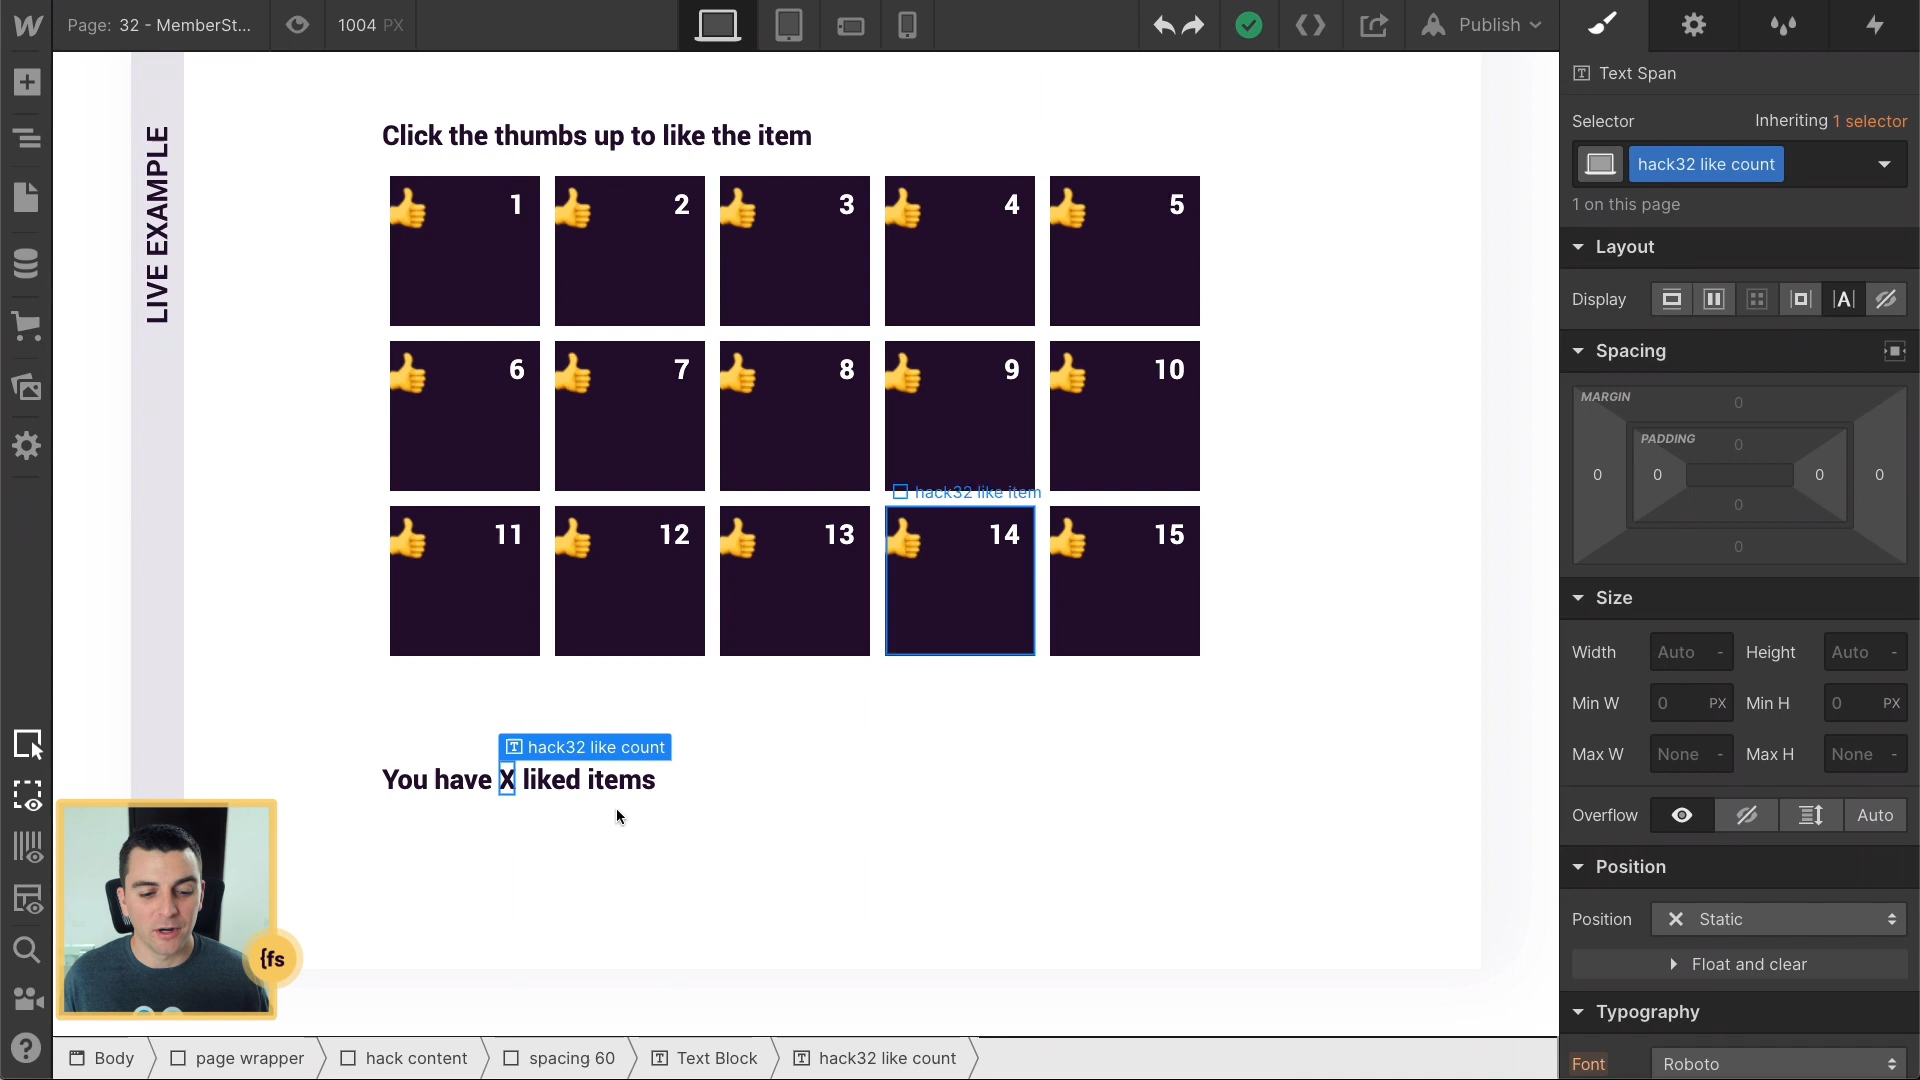 Page: 32 - MemberSt...
1004 PX
Publish
Text Span
Selector
Inheriting 1 selector
hack32 like count
1 on this page
Layout
Display
Spacing
MARGIN
0
PADDING
0
0
0
0
0
0
0
Size
Width Auto - Height Auto -
Min W 0 PX Min H 0 PX
Max W None - Max H None -
Overflow Auto
Position
Position Static
Float and clear
Typography
Font Roboto
LIVE EXAMPLE
Click the thumbs up to like the item
1 2 3 4 5
6 7 8 9 10
hack32 like item
11 12 13 14 15
hack32 like count
You have X liked items
{fs
Body page wrapper hack content spacing 60 Text Block hack32 like count